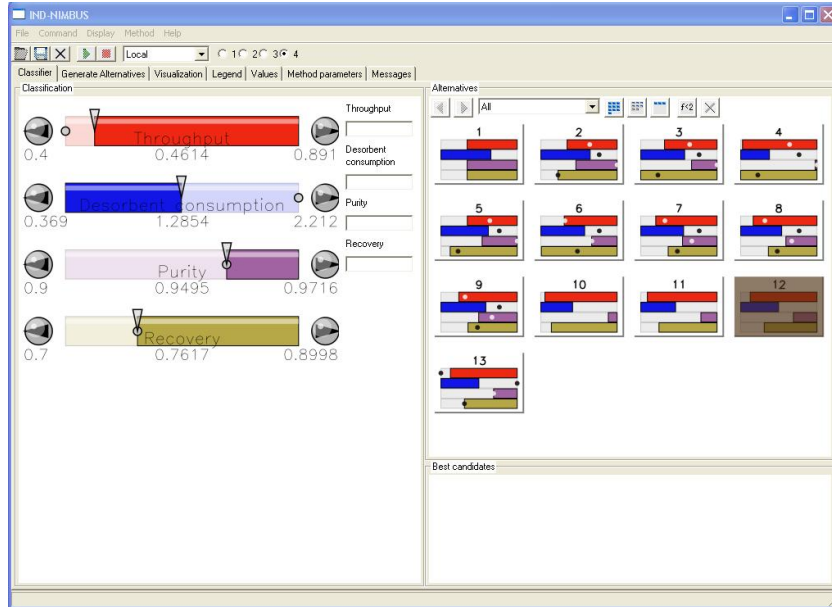 IND-NIMBUS
File Command Display Method Help
Local 1 2 3 4
Classifier Generate Alternatives Visualization Legend Values Method parameters Messages
Classification
Throughput
0.4 0.4614 0.891
Desorbent consumption
0.369 1.2854 2.212
Purity
0.9 0.9495 0.9716
Recovery
0.7 0.7617 0.8998
Throughput
Desorbent
consumption
Purity
Recovery
Alternatives
All f<2
1 2 3 4
5 6 7 8
9 10 11 12
13
Best candidates